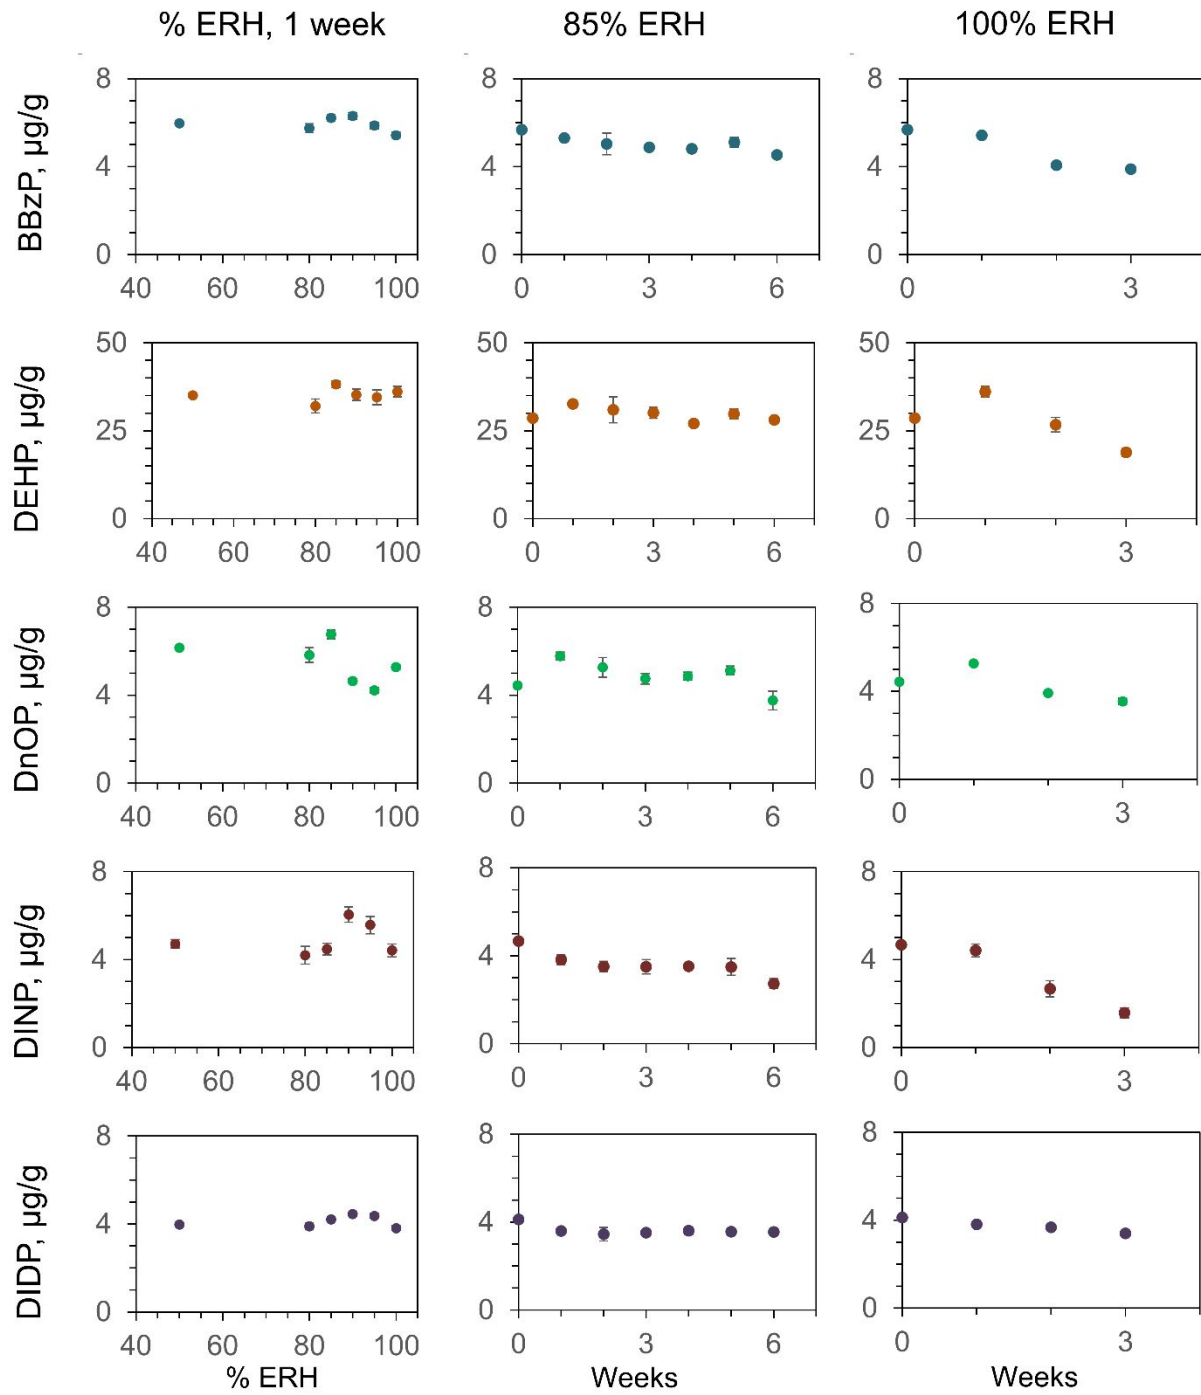 % ERH, 1 week 85% ERH 100% ERH
BBzP, µg/g
8 8 8
4 4 4
0 0 0
40 60 80 100 0 3 6 0 3
DEHP, µg/g
50 50 50
25 25 25
0 0 0
40 60 80 100 0 3 6 0 3
DnOP, µg/g
8 8 8
4 4 4
0 0 0
40 60 80 100 0 3 6 0 3
DINP, µg/g
8 8 8
4 4 4
0 0 0
40 60 80 100 0 3 6 0 3
DIDP, µg/g
8 8 8
4 4 4
0 0 0
40 60 80 100 0 3 6 0 3
% ERH Weeks Weeks